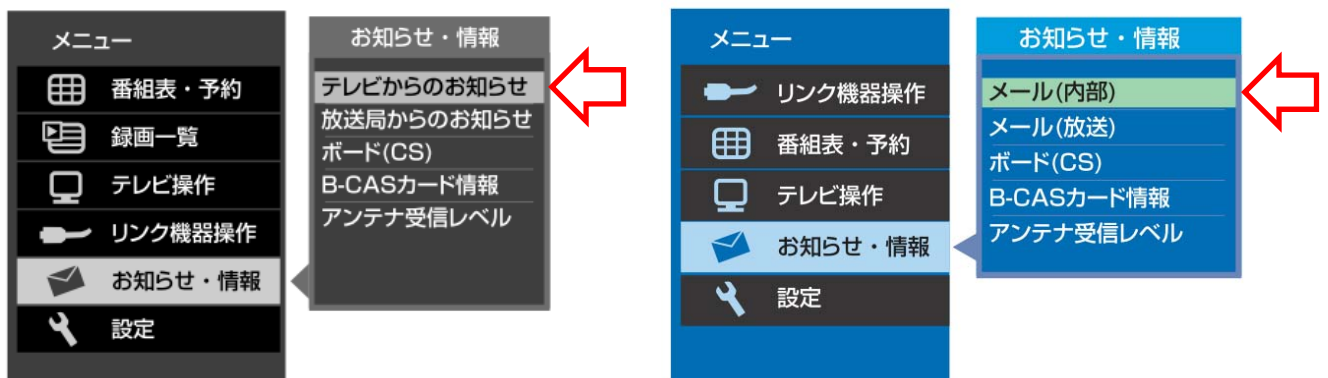 メニュー
番組表・予約
録画一覧
テレビ操作
リンク機器操作
お知らせ・情報
設定
お知らせ・情報
テレビからのお知らせ
放送局からのお知らせ
ボード(CS)
B-CASカード情報
アンテナ受信レベル
メニュー
リンク機器操作
番組表・予約
テレビ操作
お知らせ・情報
設定
お知らせ・情報
メール(内部)
メール(放送)
ボード(CS)
B-CASカード情報
アンテナ受信レベル